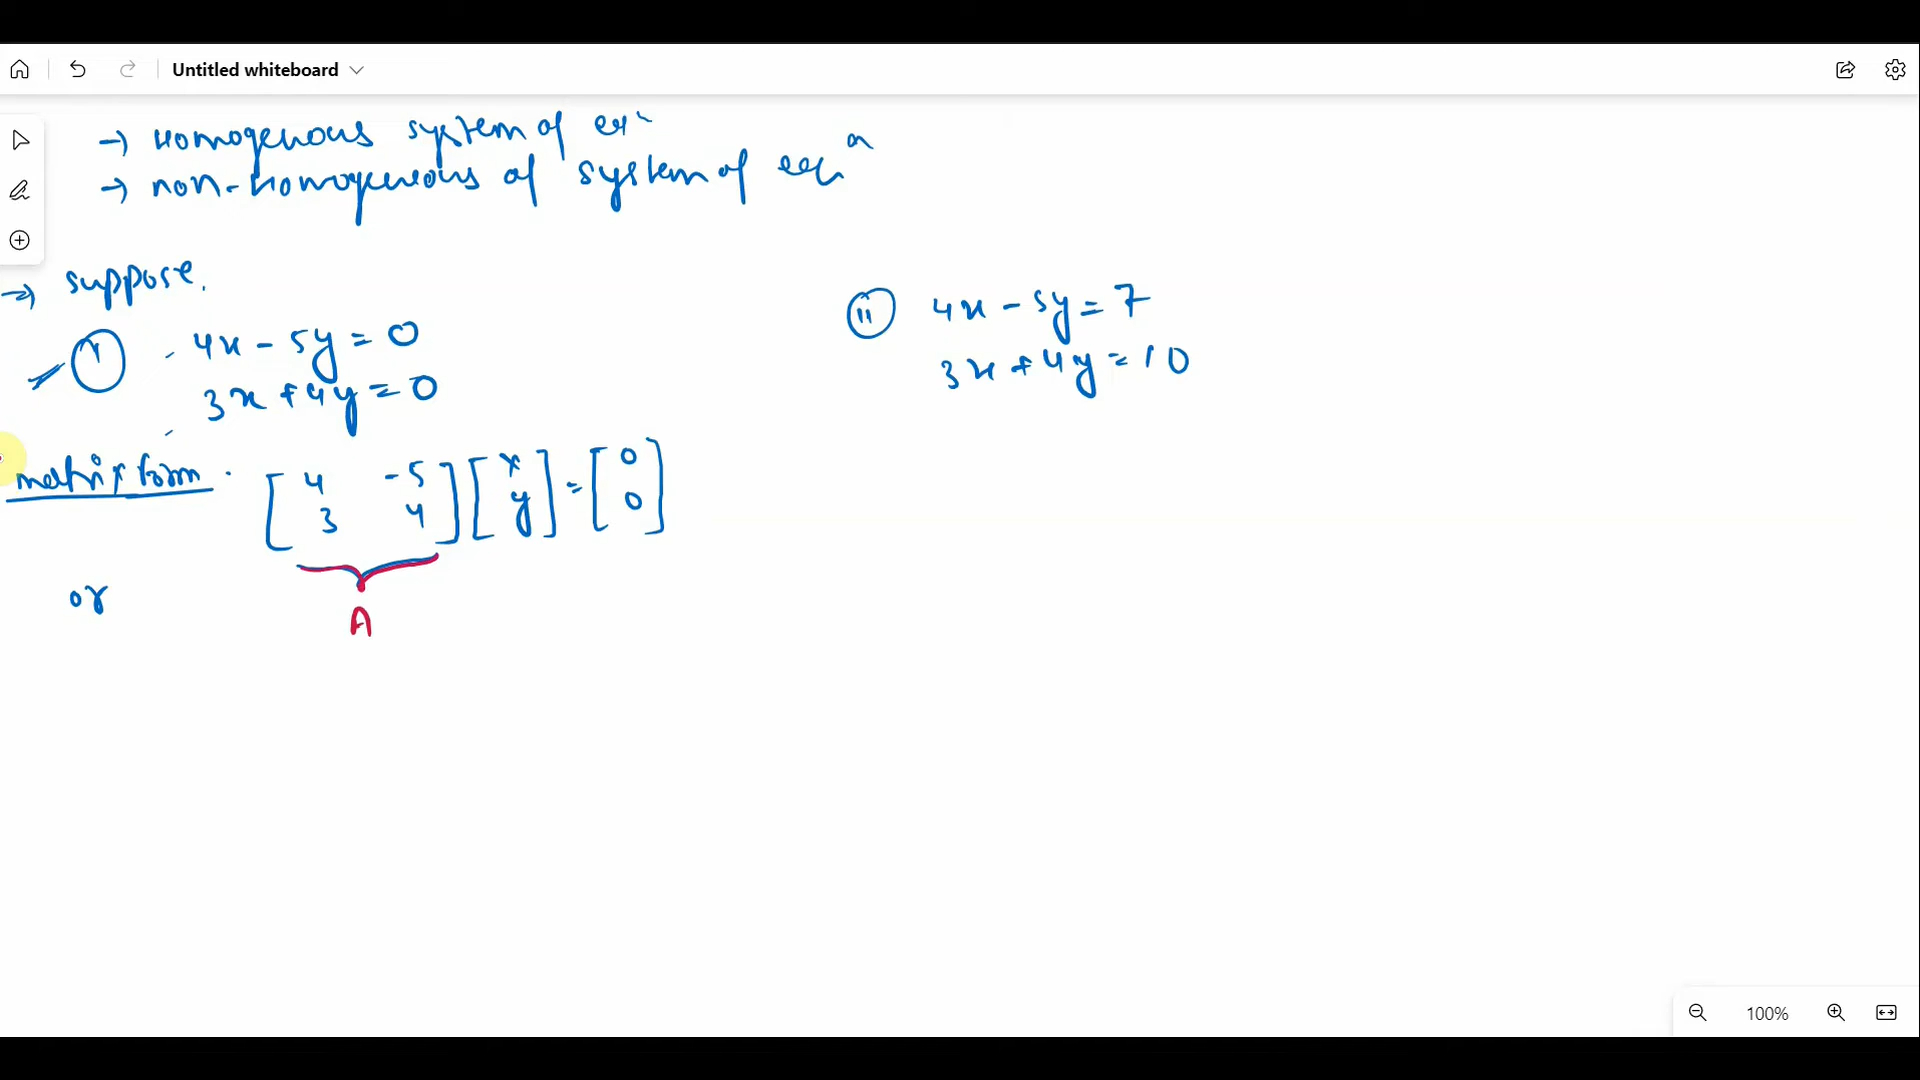 Untitled whiteboard
→ homogenous system of eqn
→ non-homogeneous of system of eqn
→ suppose.
i 4x - 5y = 0
3x + 4y = 0
ii 4x - 5y = 7
3x + 4y = 10
matrix form. [4 -5] [x] = [0]
[3 4] [y] [0]
or
A
100%